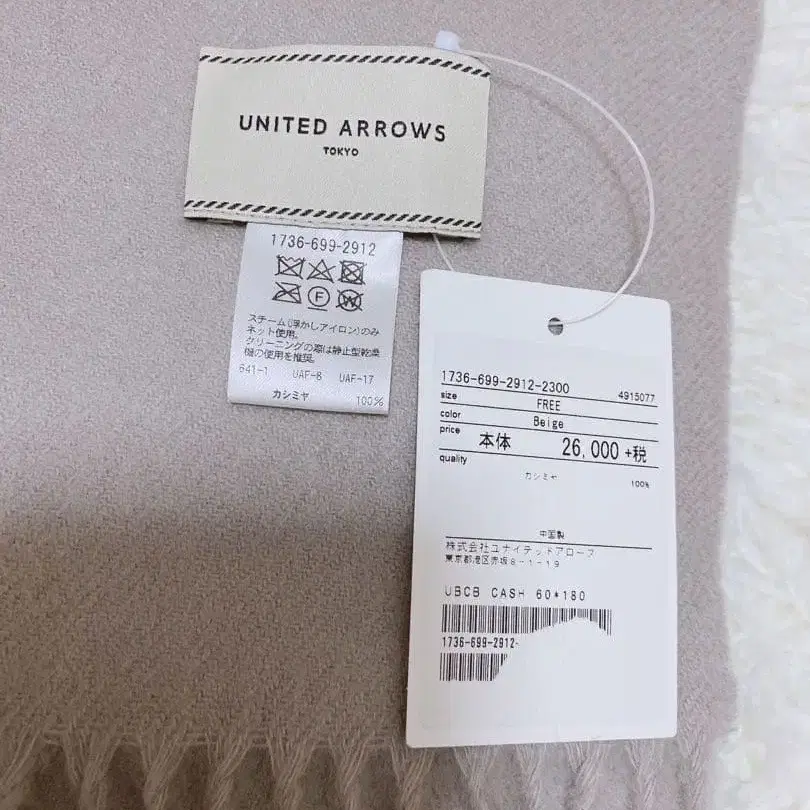 UNITED ARROWS
TOKYO
1736-699-2912
F
W
スチーム(浮かしアイロン)のみ
ネット使用。
クリーニングの際は静止型乾燥
機の使用を推奨。
641-1 UAF-8 UAF-17
カシミヤ 100%
1736-699-2912-2300 4915077
size FREE
color Beige
price 本体 26,000+税
quality
カシミヤ 100%
中国製
株式会社ユナイテッドアローズ
東京都港区赤坂8-1-19
UBCB CASH 60*180
1736-699-2912-